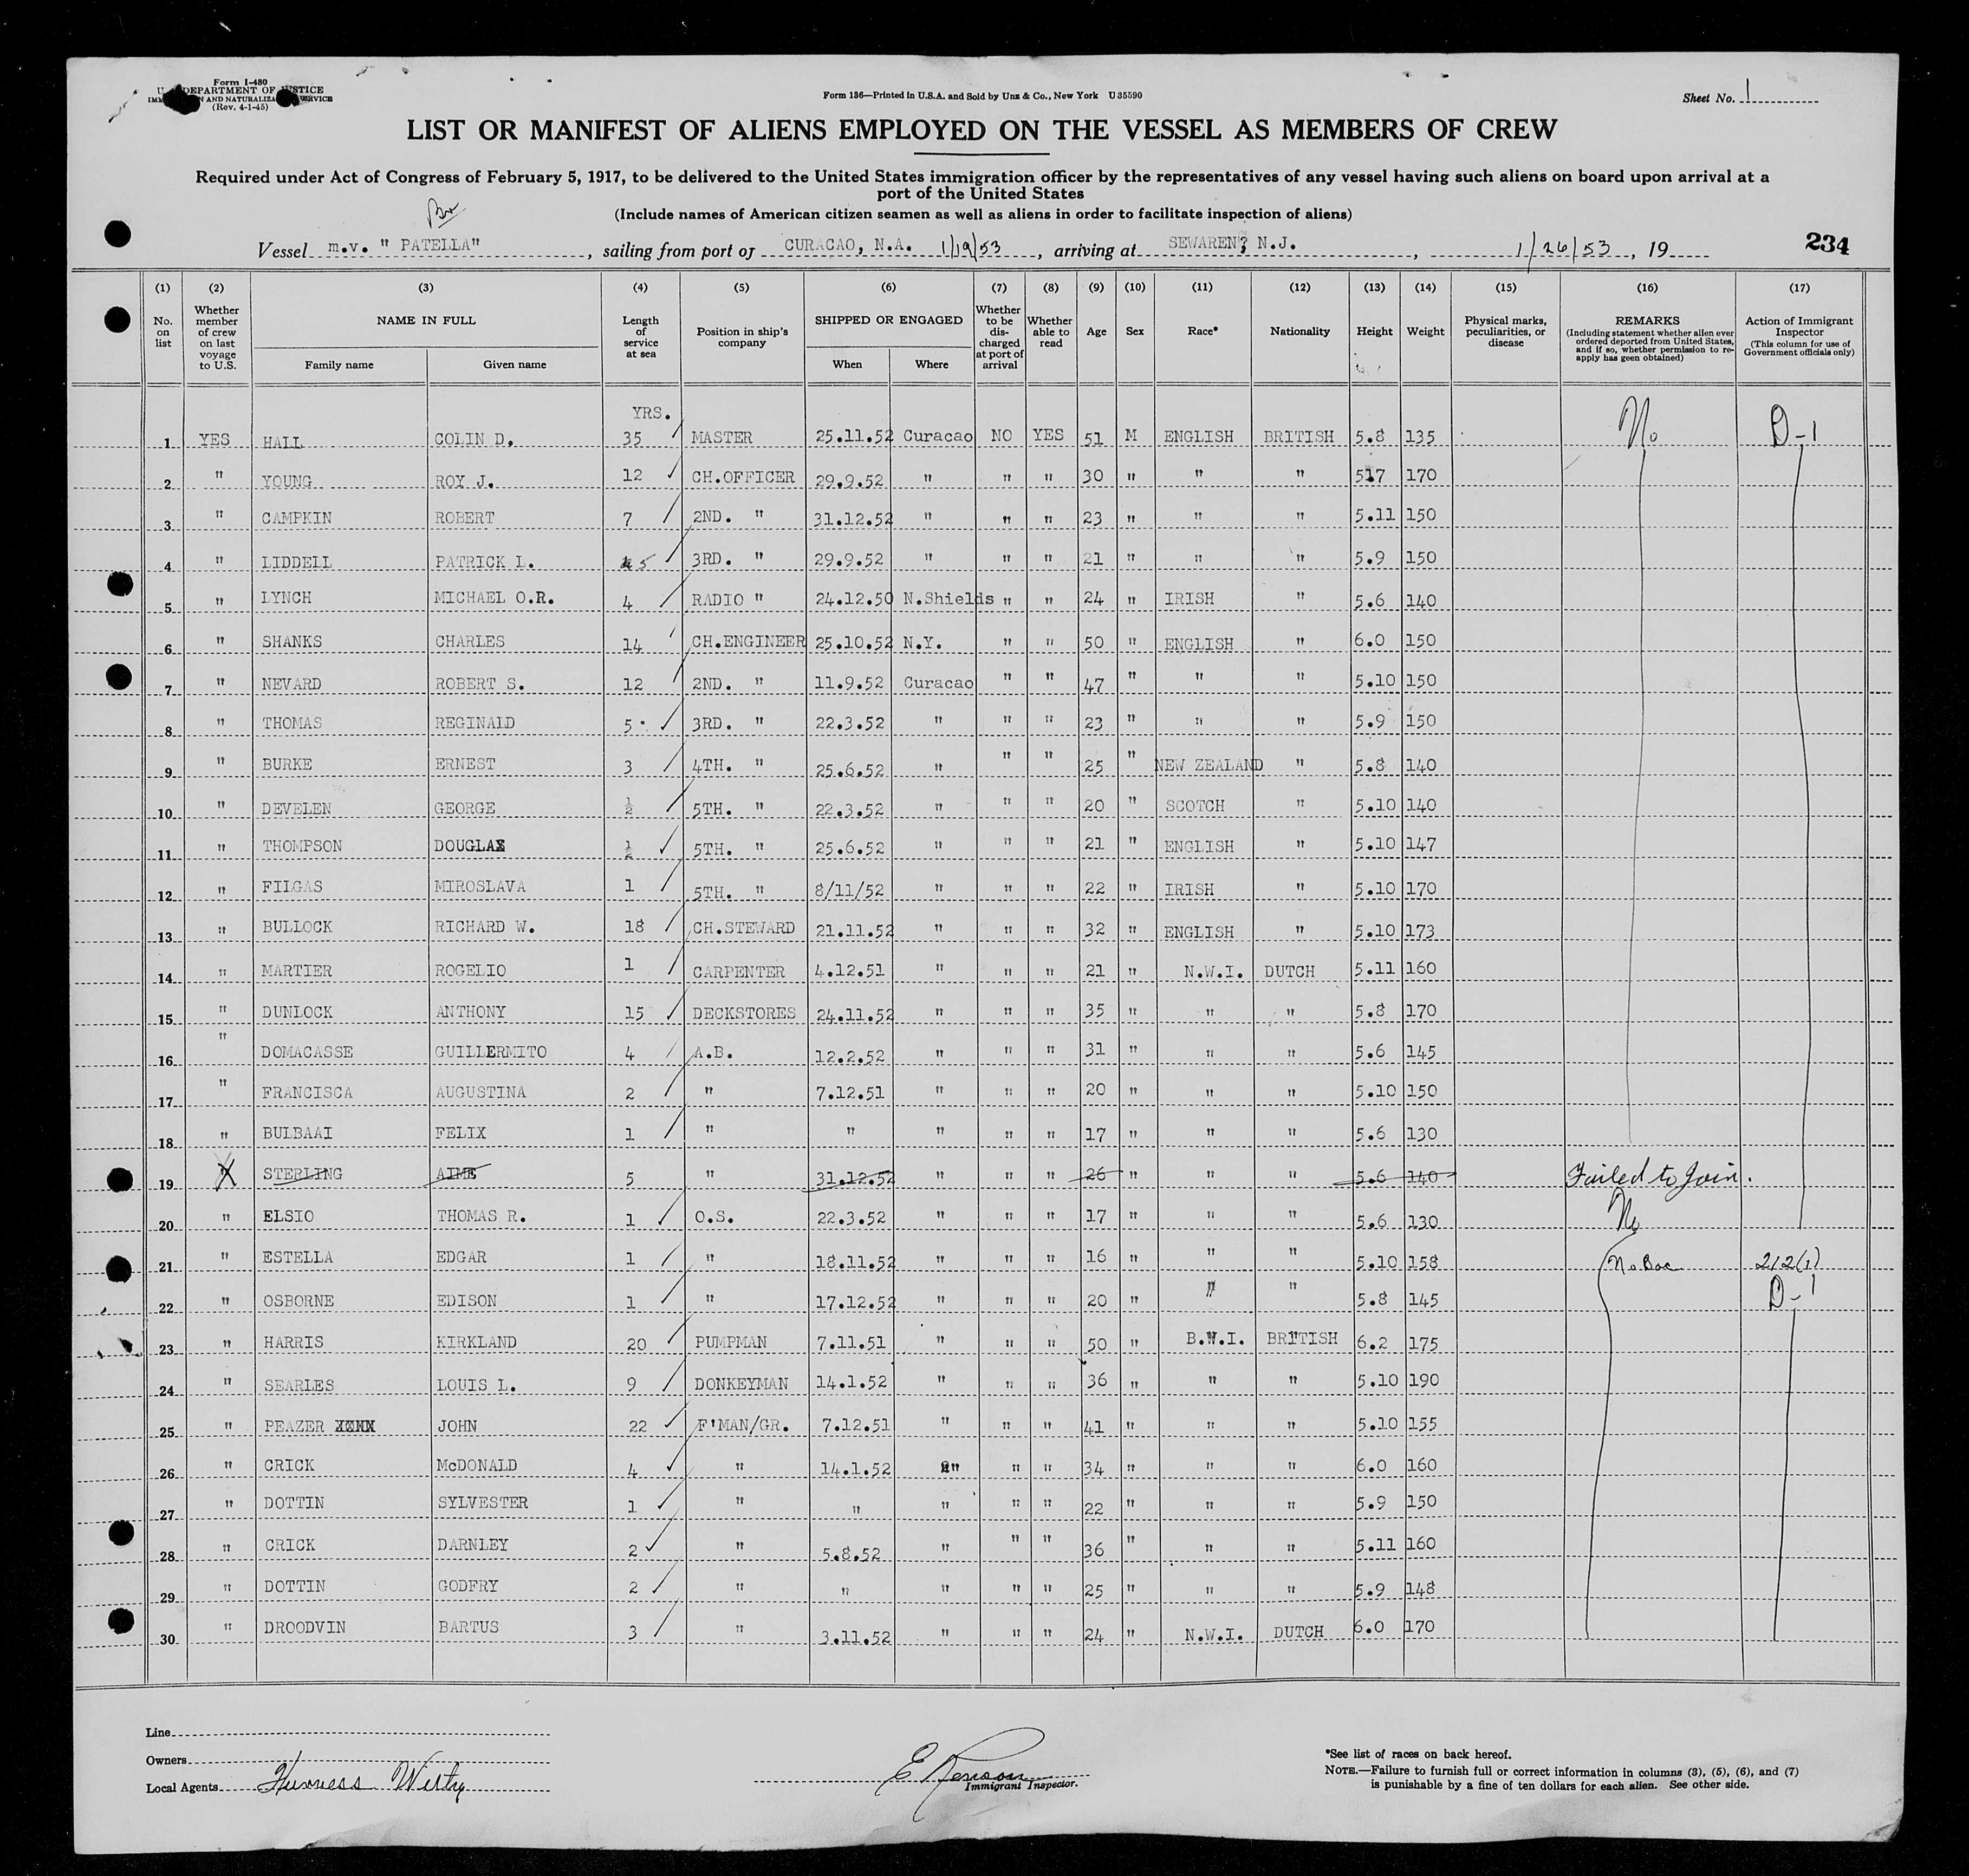 Form I-480
U. S. DEPARTMENT OF JUSTICE
IMMIGRATION AND NATURALIZATION SERVICE
(Rev. 4-1-45)
Form 136—Printed in U.S.A. and Sold by Unz & Co., New York U 35590
Sheet No. 1
LIST OR MANIFEST OF ALIENS EMPLOYED ON THE VESSEL AS MEMBERS OF CREW
Required under Act of Congress of February 5, 1917, to be delivered to the United States immigration officer by the representatives of any vessel having such aliens on board upon arrival at a
port of the United States
(Include names of American citizen seamen as well as aliens in order to facilitate inspection of aliens)
Br
Vessel m.v. " PATELLA" , sailing from port of CURACAO, N.A. 1/19/53 , arriving at SEWAREN, N.J. , 1/26/53 , 19 234
(1) (2) (3) (4) (5) (6) (7) (8) (9) (10) (11) (12) (13) (14) (15) (16) (17)
No. on list Whether member of crew on last voyage to U.S. NAME IN FULL Family name Given name Length of service at sea Position in ship's company SHIPPED OR ENGAGED When Where Whether to be discharged at port of arrival Whether able to read Age Sex Race* Nationality Height Weight Physical marks, peculiarities, or disease REMARKS (Including statement whether alien ever ordered deported from United States, and if so, whether permission to re-apply has geen obtained) Action of Immigrant Inspector (This column for use of Government officials only)
YRS.
1 YES HALL COLIN D. 35 MASTER 25.11.52 Curacao NO YES 51 M ENGLISH BRITISH 5.8 135 No D-1
2 " YOUNG ROY J. 12 CH.OFFICER 29.9.52 " " " 30 " " " 517 170
3 " CAMPKIN ROBERT 7 2ND. " 31.12.52 " " " 23 " " " 5.11 150
4 " LIDDELL PATRICK L. 5 3RD. " 29.9.52 " " " 21 " " " 5.9 150
5 " LYNCH MICHAEL O.R. 4 RADIO " 24.12.50 N.Shields " " 24 " IRISH " 5.6 140
6 " SHANKS CHARLES 14 CH.ENGINEER 25.10.52 N.Y. " " 50 " ENGLISH " 6.0 150
7 " NEVARD ROBERT S. 12 2ND. " 11.9.52 Curacao " " 47 " " " 5.10 150
8 " THOMAS REGINALD 5 3RD. " 22.3.52 " " " 23 " " " 5.9 150
9 " BURKE ERNEST 3 4TH. " 25.6.52 " " " 25 " NEW ZEALAND " 5.8 140
10 " DEVELEN GEORGE ½ 5TH. " 22.3.52 " " " 20 " SCOTCH " 5.10 140
11 " THOMPSON DOUGLAS ½ 5TH. " 25.6.52 " " " 21 " ENGLISH " 5.10 147
12 " FILGAS MIROSLAVA 1 5TH. " 8/11/52 " " " 22 " IRISH " 5.10 170
13 " BULLOCK RICHARD W. 18 CH.STEWARD 21.11.52 " " " 32 " ENGLISH " 5.10 173
14 " MARTIER ROGELIO 1 CARPENTER 4.12.51 " " " 21 " N.W.I. DUTCH 5.11 160
15 " DUNLOCK ANTHONY 15 DECKSTORES 24.11.52 " " " 35 " " " 5.8 170
16 " DOMACASSE GUILLERMITO 4 A.B. 12.2.52 " " " 31 " " " 5.6 145
17 " FRANCISCA AUGUSTINA 2 " 7.12.51 " " " 20 " " " 5.10 150
18 " BULBAAI FELIX 1 " " " " " 17 " " " 5.6 130
19 X STERLING AIME 5 " 31.12.52 " " " 26 " " " 5.6 140 Failed to Join.
20 " ELSIO THOMAS R. 1 O.S. 22.3.52 " " " 17 " " " 5.6 130 No
21 " ESTELLA EDGAR 1 " 18.11.52 " " " 16 " " " 5.10 158 No Doc 212(1)
22 " OSBORNE EDISON 1 " 17.12.52 " " " 20 " " " 5.8 145 D-1
23 " HARRIS KIRKLAND 20 PUMPMAN 7.11.51 " " " 50 " B.W.I. BRITISH 6.2 175
24 " SEARLES LOUIS L. 9 DONKEYMAN 14.1.52 " " " 36 " " " 5.10 190
25 " PEAZER JOHN 22 F'MAN/GR. 7.12.51 " " " 41 " " " 5.10 155
26 " CRICK McDONALD 4 " 14.1.52 " " " 34 " " " 6.0 160
27 " DOTTIN SYLVESTER 1 " " " " " 22 " " " 5.9 150
28 " CRICK DARNLEY 2 " 5.8.52 " " " 36 " " " 5.11 160
29 " DOTTIN GODFRY 2 " " " " " 25 " " " 5.9 148
30 " DROODVIN BARTUS 3 " 3.11.52 " " " 24 " N.W.I. DUTCH 6.0 170
Line
Owners
Local Agents Furness Withy
Immigrant Inspector.
*See list of races on back hereof.
NOTE.—Failure to furnish full or correct information in columns (3), (5), (6), and (7)
is punishable by a fine of ten dollars for each alien. See other side.